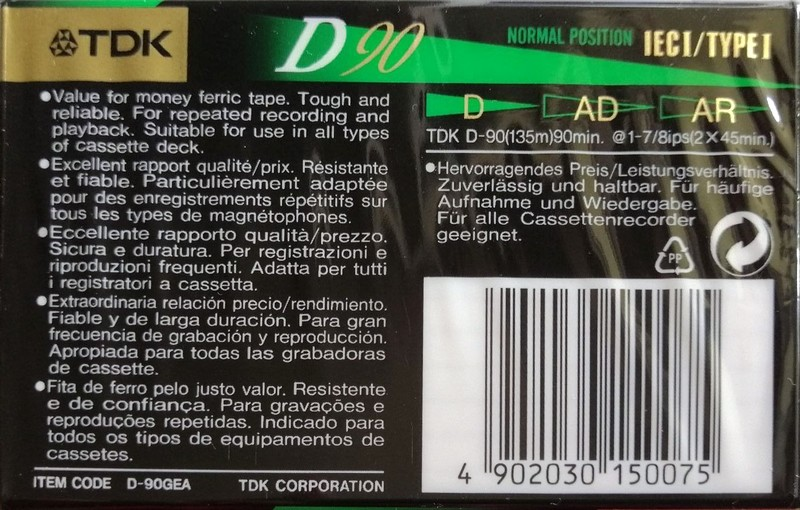 TDK
D90
NORMAL POSITION IECI/TYPEI
•Value for money ferric tape. Tough and
reliable. For repeated recording and
playback. Suitable for use in all types
of cassette deck.
•Excellent rapport qualité/prix. Résistante
et fiable. Particulièrement adaptée
pour des enregistrements répétitifs sur
tous les types de magnétophones.
•Eccellente rapporto qualità/prezzo.
Sicura e duratura. Per registrazioni e
riproduzioni frequenti. Adatta per tutti
i registratori a cassetta.
•Extraordinaria relación precio/rendimiento.
Fiable y de larga duración. Para gran
frecuencia de grabación y reproducción.
Apropiada para todas las grabadoras
de cassette.
•Fita de ferro pelo justo valor. Resistente
e de confiança. Para gravações e
reproduções repetidas. Indicado para
todos os tipos de equipamentos de
cassetes.
ITEM CODE D-90GEA TDK CORPORATION
D AD AR
TDK D-90(135m)90min. @1-7/8ips(2×45min.)
•Hervorragendes Preis/Leistungsverhältnis.
Zuverlässig und haltbar. Für häufige
Aufnahme und Wiedergabe.
Für alle Cassettenrecorder
geeignet.
PP
4 902030 150075